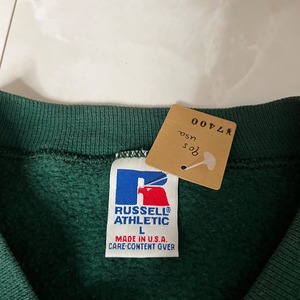 ¥7400
90s
USA
RUSSELL®
ATHLETIC
L
MADE IN U.S.A.
CARE·CONTENT OVER